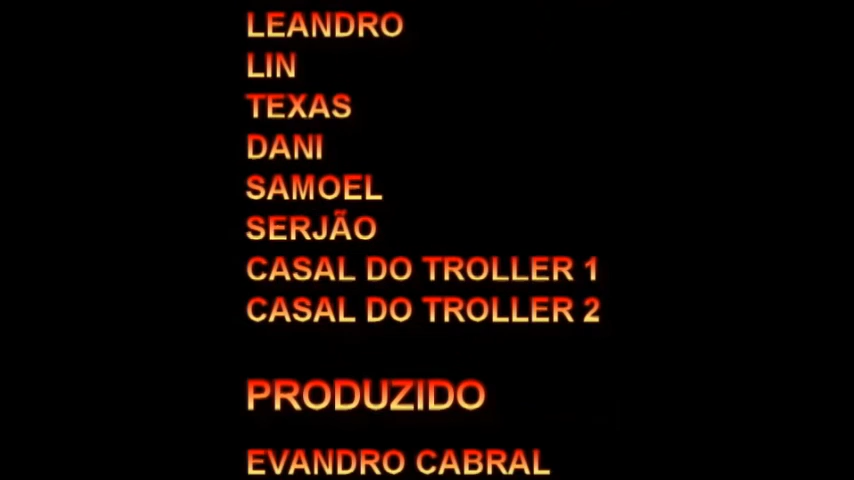 LEANDRO
LIN
TEXAS
DANI
SAMOEL
SERJÃO
CASAL DO TROLLER 1
CASAL DO TROLLER 2
PRODUZIDO
EVANDRO CABRAL